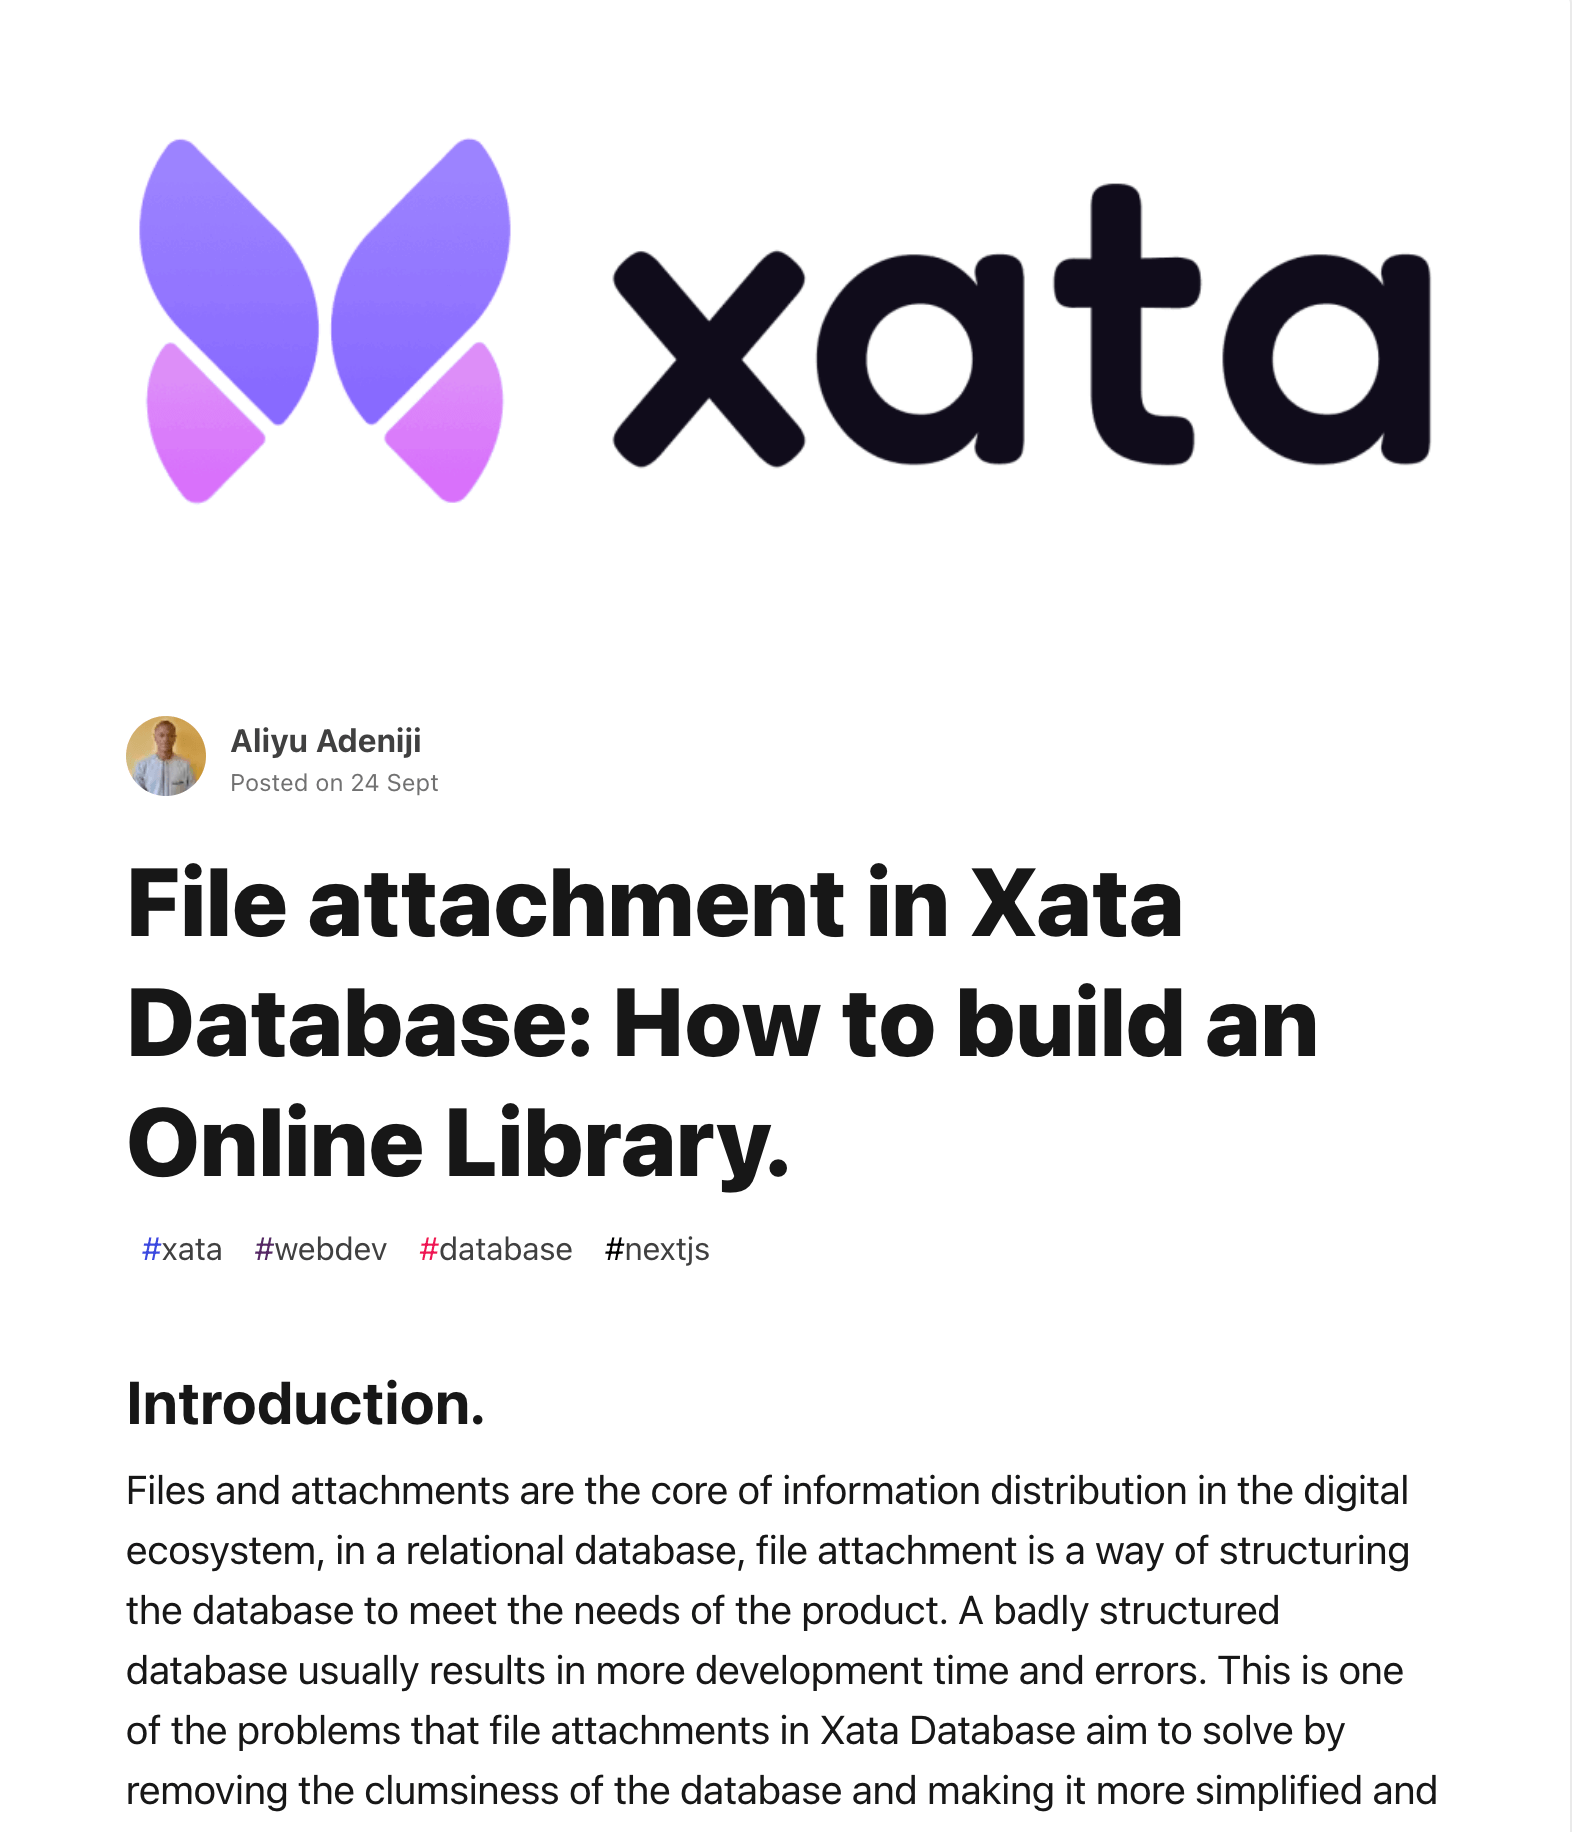 xata
Aliyu Adeniji
Posted on 24 Sept
File attachment in Xata
Database: How to build an
Online Library.
#xata #webdev #database #nextjs
Introduction.
Files and attachments are the core of information distribution in the digital
ecosystem, in a relational database, file attachment is a way of structuring
the database to meet the needs of the product. A badly structured
database usually results in more development time and errors. This is one
of the problems that file attachments in Xata Database aim to solve by
removing the clumsiness of the database and making it more simplified and